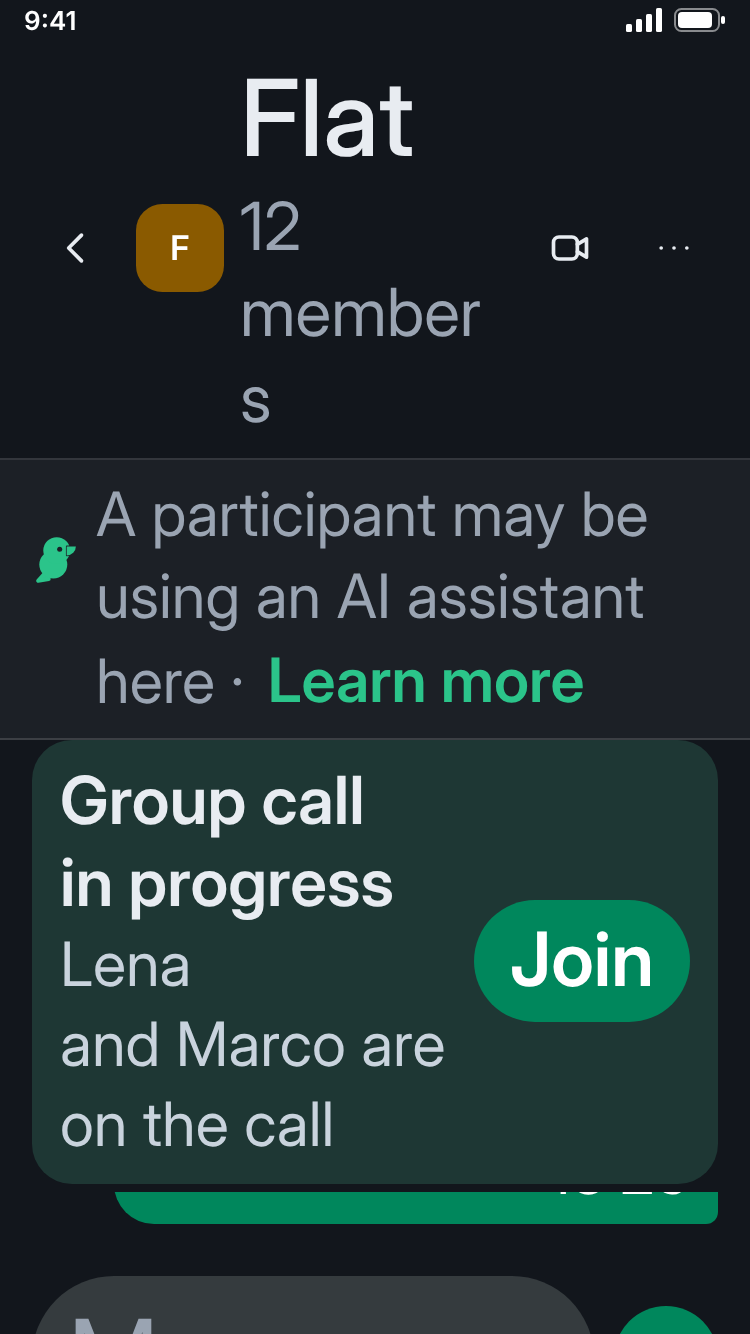 9:41
Flat
F
12
member
s
A participant may be
using an AI assistant
here · Learn more
Group call
in progress
Lena
and Marco are
on the call
Join